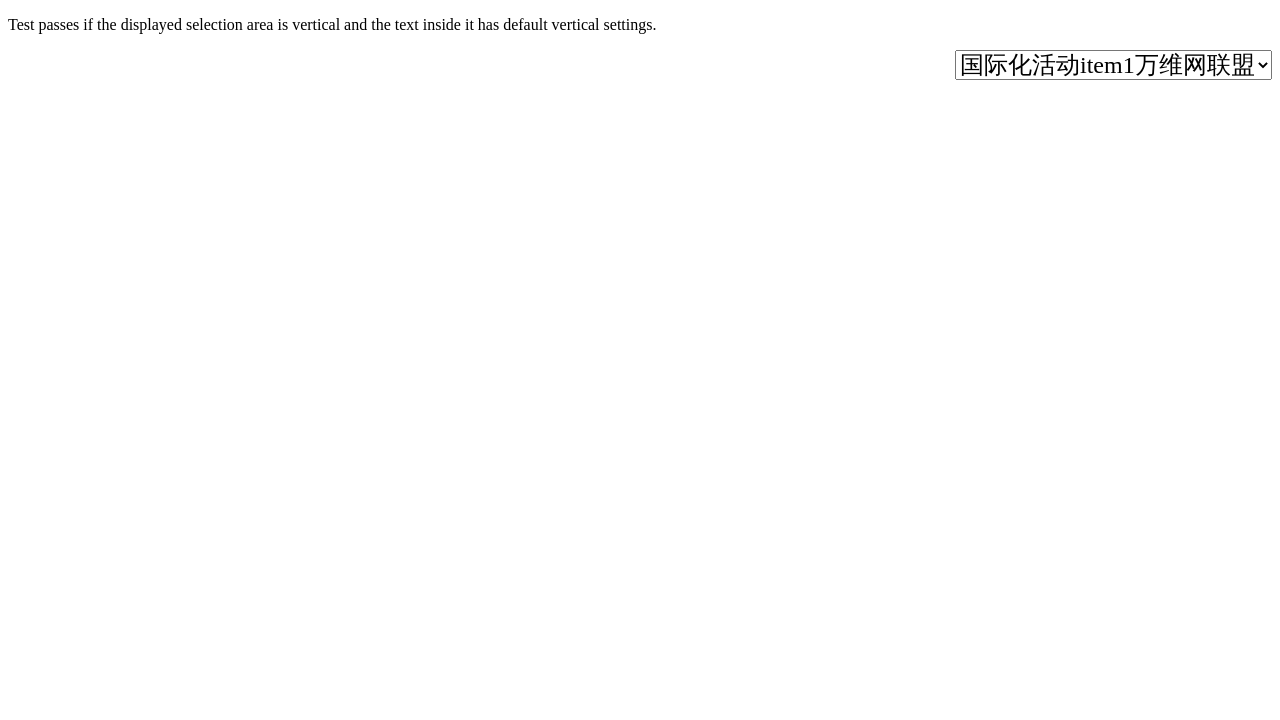 Test passes if the displayed selection area is vertical and the text inside it has default vertical settings.
国际化活动item1万维网联盟